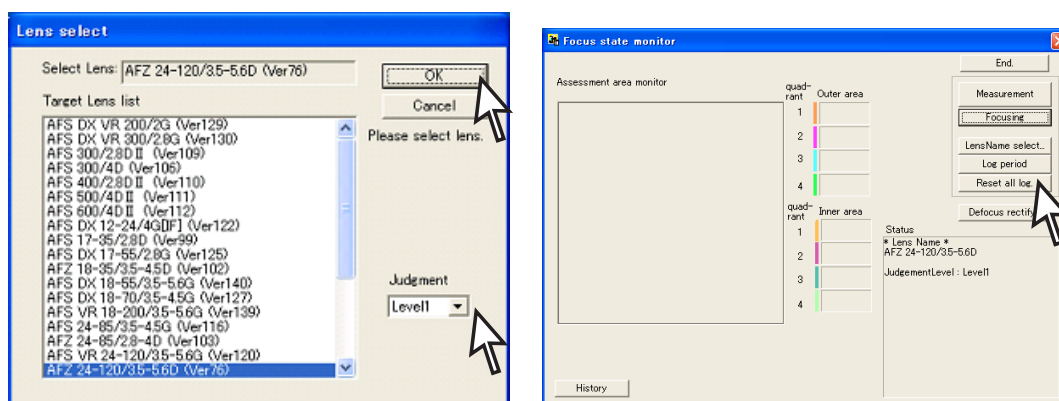 Lens select
Select Lens: AFZ 24-120/3.5-5.6D (Ver76)
OK
Target Lens list
Cancel
Please select lens.
AFS DX VR 200/2G (Ver129)
AFS DX VR 300/2.8G (Ver130)
AFS 300/2.8D II (Ver109)
AFS 300/4D (Ver106)
AFS 400/2.8D II (Ver110)
AFS 500/4D II (Ver111)
AFS 600/4D II (Ver112)
AFS DX 12-24/4G[IF] (Ver122)
AFS 17-35/2.8D (Ver99)
AFS DX 17-55/2.8G (Ver125)
AFZ 18-35/3.5-4.5D (Ver102)
AFS DX 18-55/3.5-5.6G (Ver140)
AFS DX 18-70/3.5-4.5G (Ver127)
AFS VR 18-200/3.5-5.6G (Ver139)
AFS 24-85/3.5-4.5G (Ver116)
AFZ 24-85/2.8-4D (Ver103)
AFS VR 24-120/3.5-5.6G (Ver120)
AFZ 24-120/3.5-5.6D (Ver76)
Judgment
Level1
Focus state monitor
End.
Assessment area monitor
quad-
rant
Outer area
1
2
3
4
quad-
rant
Inner area
1
2
3
4
Measurement
Focusing
LensName select..
Log period
Reset all log.
Defocus rectify
Status
* Lens Name *
AFZ 24-120/3.5-5.6D
JudgementLevel : Level1
History